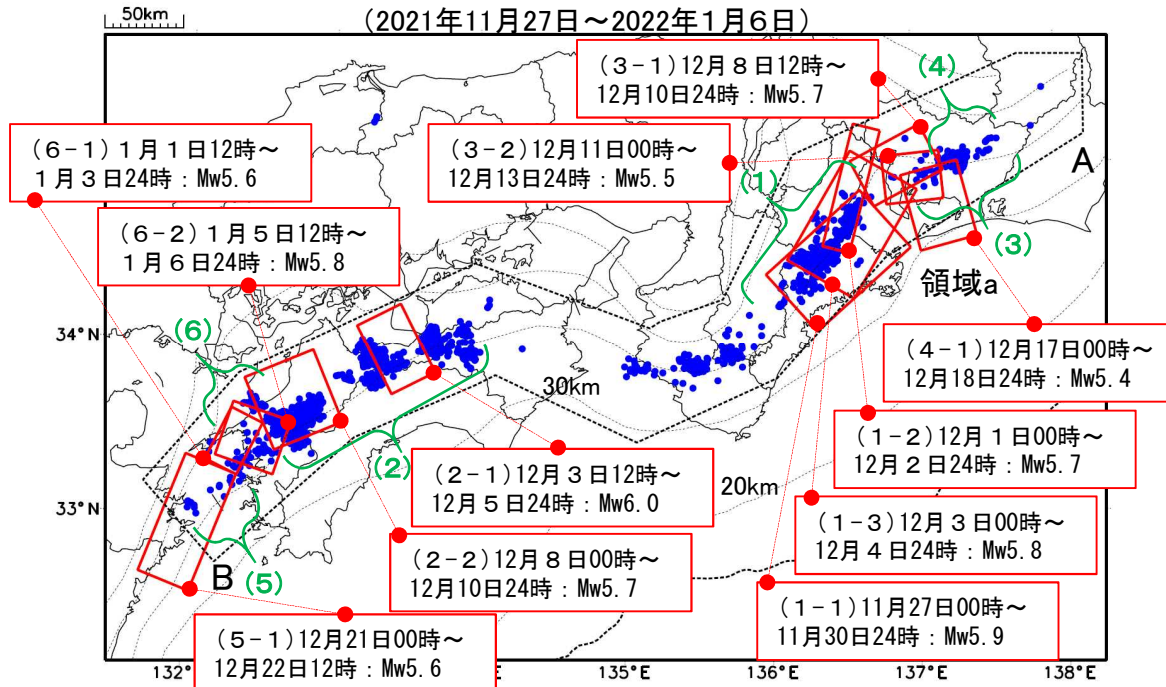 50km
(2021年11月27日～2022年1月6日)
(3-1)12月8日12時～
12月10日24時：Mw5.7
(4)
(6-1)1月1日12時～
1月3日24時：Mw5.6
(3-2)12月11日00時～
12月13日24時：Mw5.5
(1)
A
(6-2)1月5日12時～
1月6日24時：Mw5.8
(3)
領域a
34°N
(6)
(4-1)12月17日00時～
12月18日24時：Mw5.4
30km
(2)
(2-1)12月3日12時～
12月5日24時：Mw6.0
(1-2)12月1日00時～
12月2日24時：Mw5.7
20km
33°N
(1-3)12月3日00時～
12月4日24時：Mw5.8
(2-2)12月8日00時～
12月10日24時：Mw5.7
B
(5)
(1-1)11月27日00時～
11月30日24時：Mw5.9
(5-1)12月21日00時～
12月22日12時：Mw5.6
132°
135°E
136°E
137°E
138°E